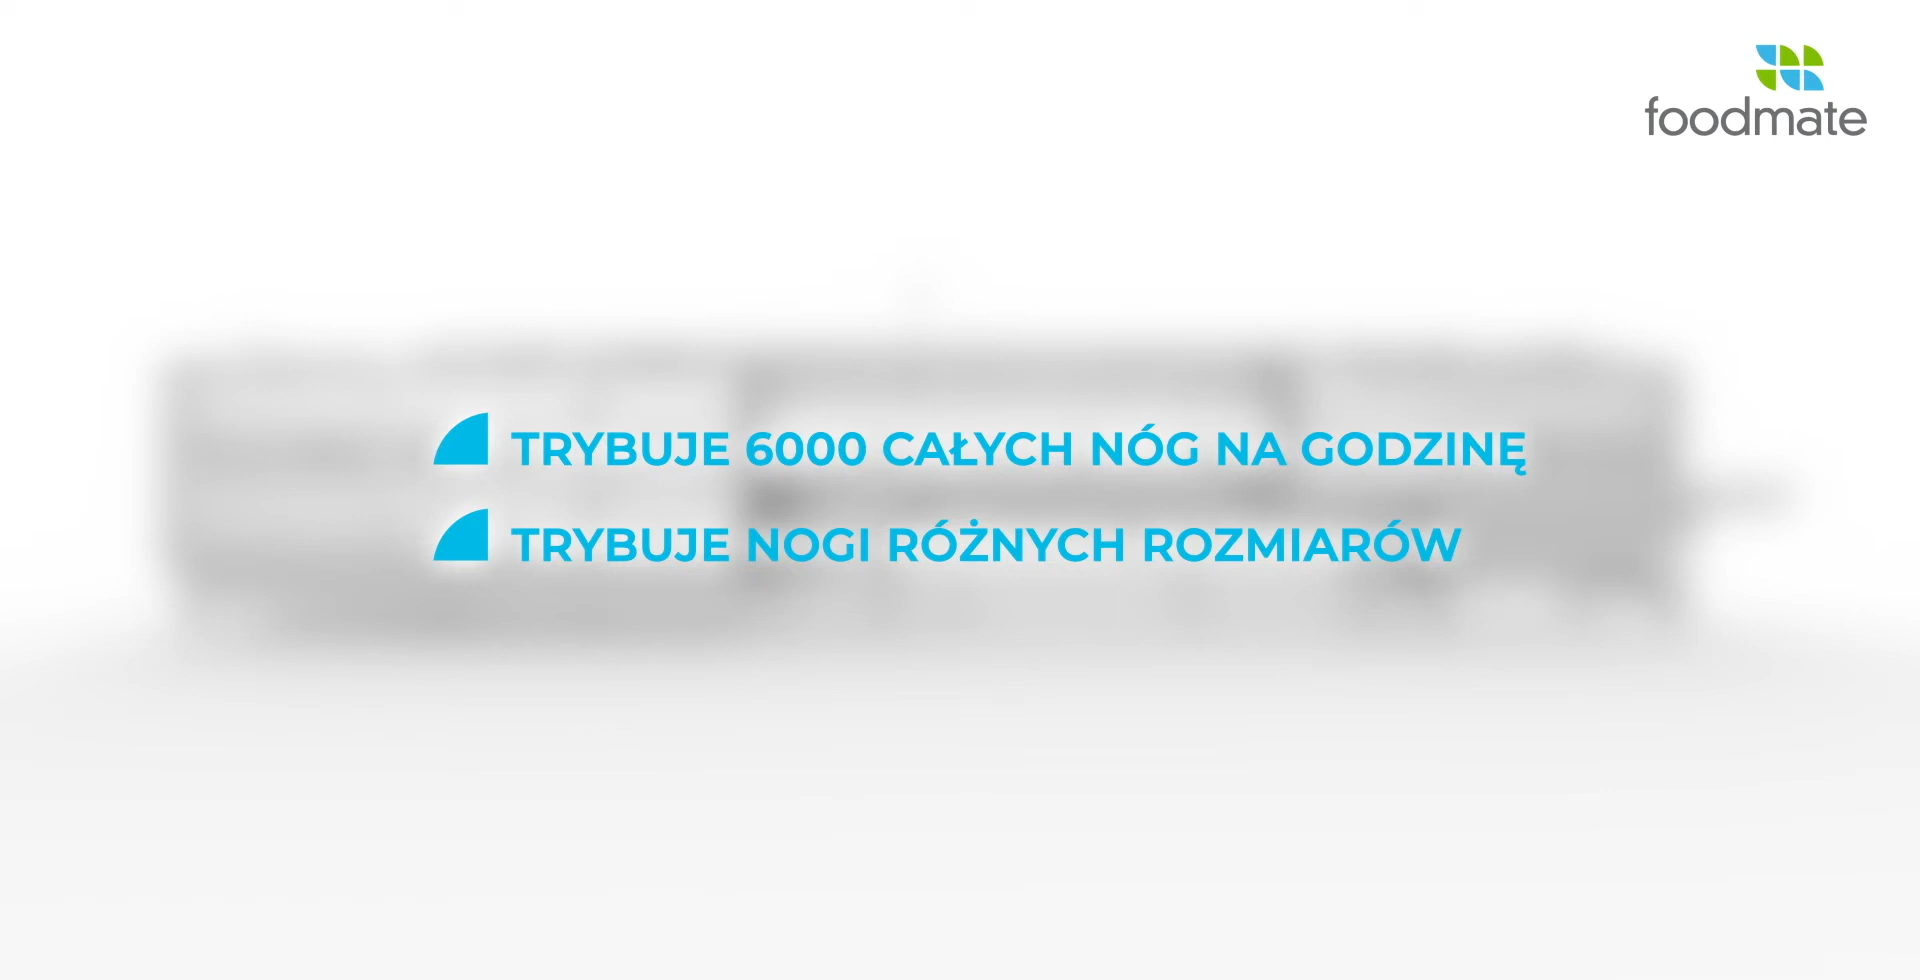 foodmate
TRYBUJE 6000 CAŁYCH NÓG NA GODZINĘ
TRYBUJE NOGI RÓŻNYCH ROZMIARÓW